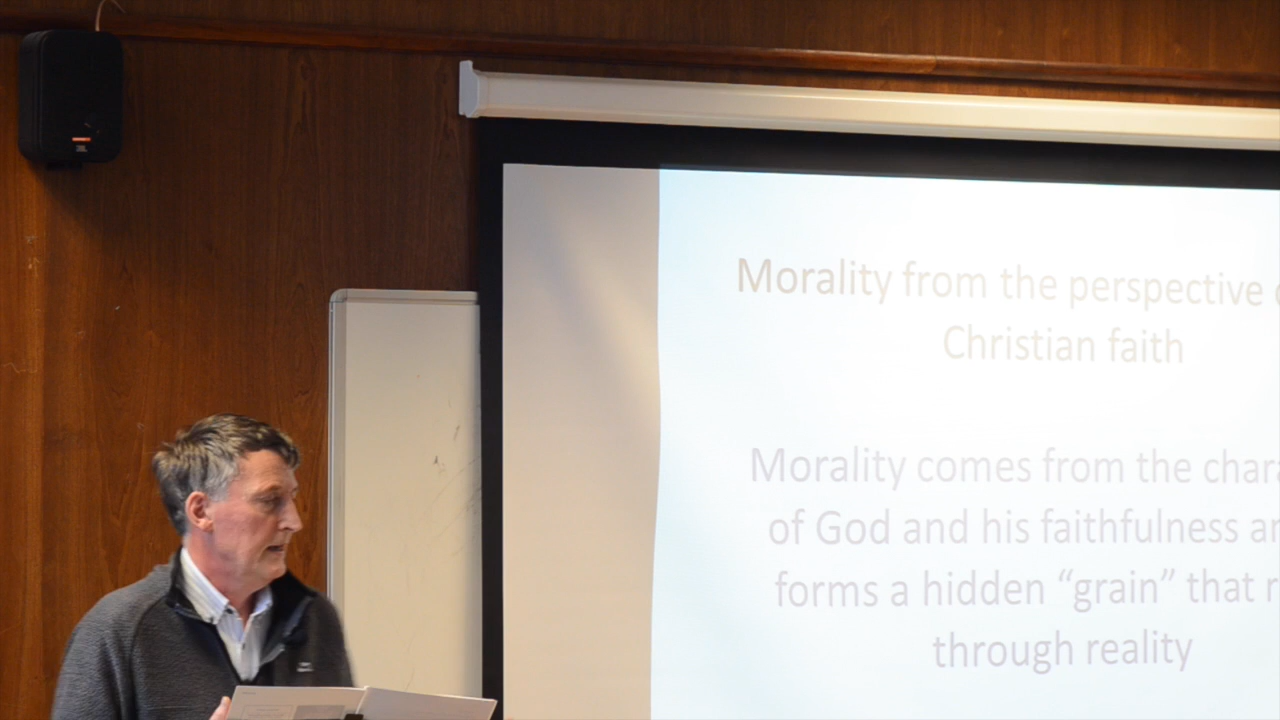 Morality from the perspective
Christian faith
Morality comes from the
of God and his faithfulness
forms a hidden “grain” that
through reality